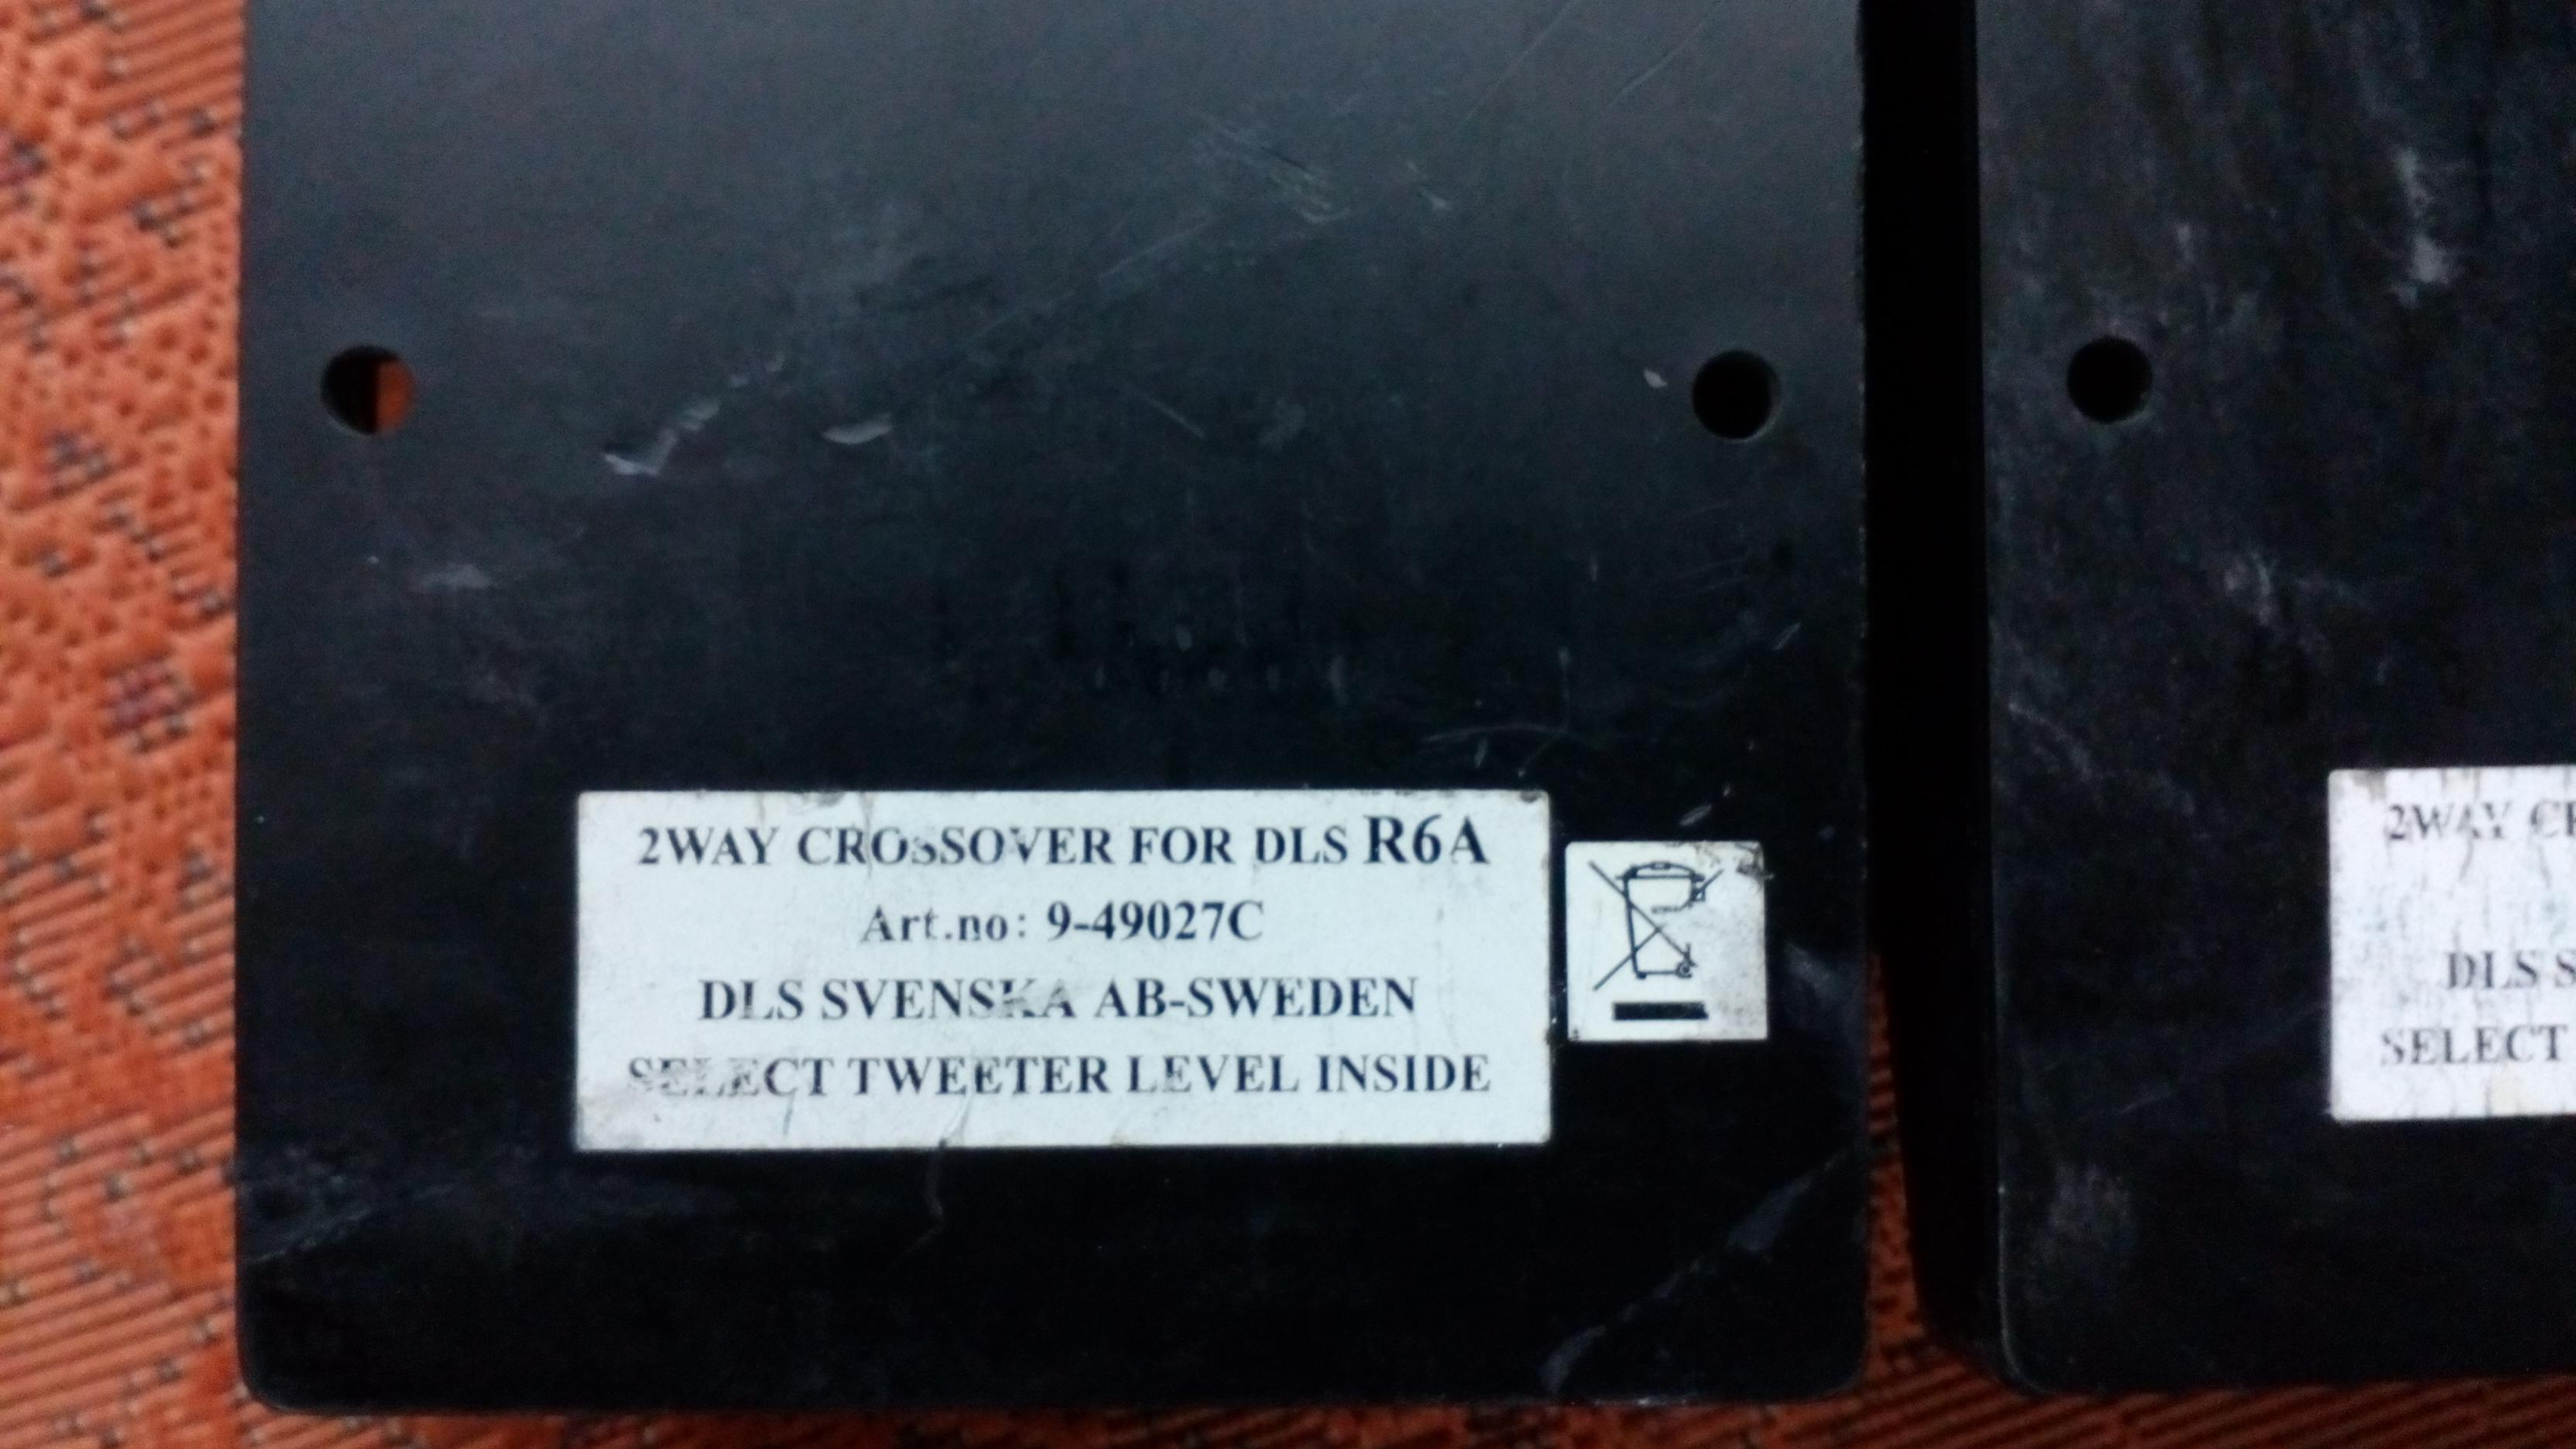 2WAY CROSSOVER FOR DLS R6A
Art.no: 9-49027C
DLS SVENSKA AB-SWEDEN
SELECT TWEETER LEVEL INSIDE
2WAY
DLS
SELECT